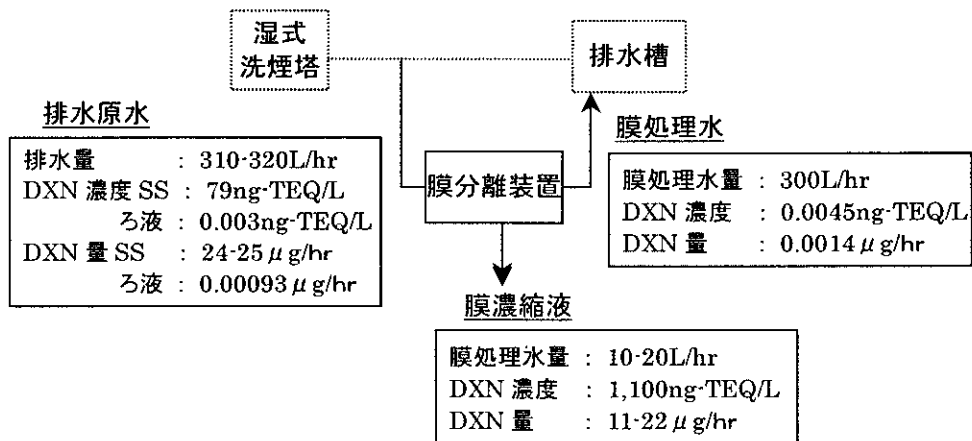 湿式
洗煙塔
排水槽
排水原水
排水量 : 310-320L/hr
DXN 濃度 SS : 79ng-TEQ/L
ろ液 : 0.003ng-TEQ/L
DXN 量 SS : 24-25μg/hr
ろ液 : 0.00093μg/hr
膜分離装置
膜処理水
膜処理水量 : 300L/hr
DXN 濃度 : 0.0045ng-TEQ/L
DXN 量 : 0.0014μg/hr
膜濃縮液
膜処理水量 : 10-20L/hr
DXN 濃度 : 1,100ng-TEQ/L
DXN 量 : 11-22μg/hr